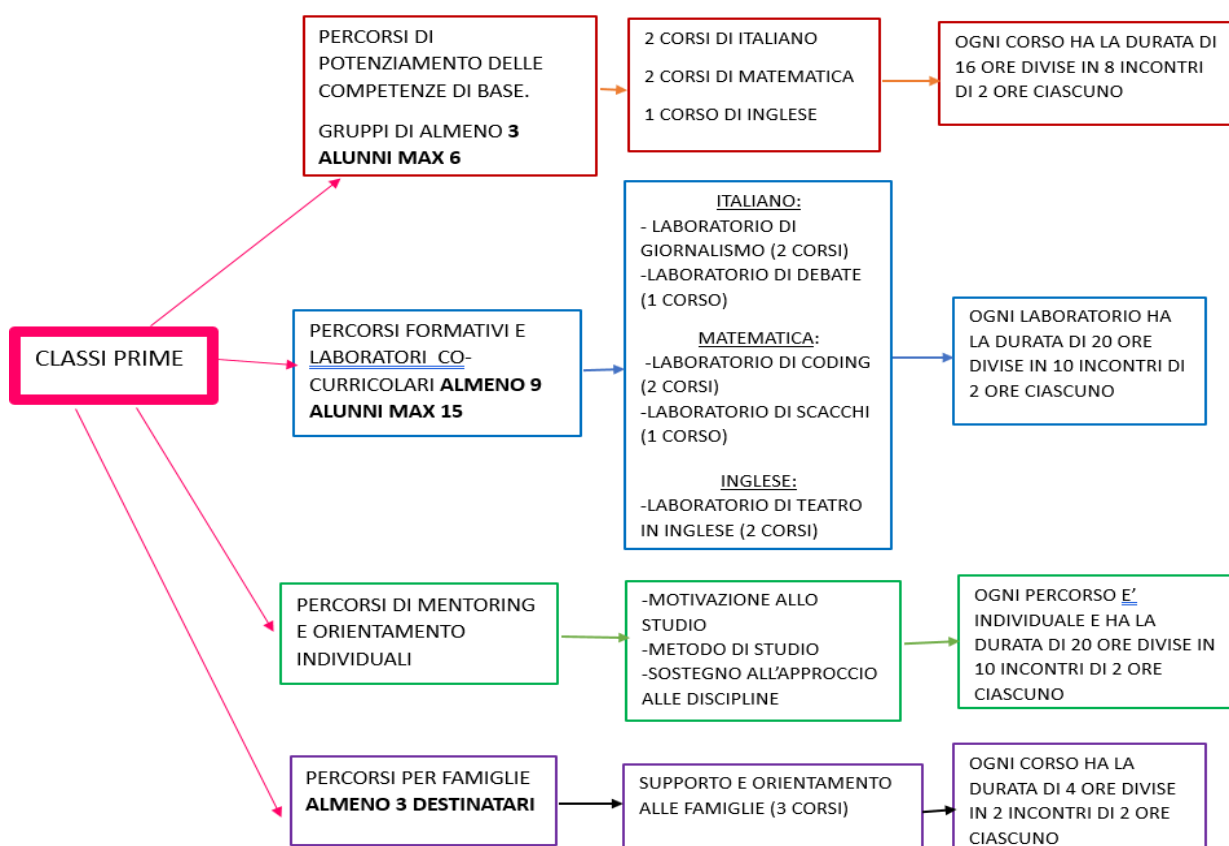 CLASSI PRIME
PERCORSI DI
POTENZIAMENTO DELLE
COMPETENZE DI BASE.
GRUPPI DI ALMENO 3
ALUNNI MAX 6
2 CORSI DI ITALIANO
2 CORSI DI MATEMATICA
1 CORSO DI INGLESE
OGNI CORSO HA LA DURATA DI
16 ORE DIVISE IN 8 INCONTRI
DI 2 ORE CIASCUNO
PERCORSI FORMATIVI E
LABORATORI CO-
CURRICOLARI ALMENO 9
ALUNNI MAX 15
ITALIANO:
- LABORATORIO DI
GIORNALISMO (2 CORSI)
-LABORATORIO DI DEBATE
(1 CORSO)
MATEMATICA:
-LABORATORIO DI CODING
(2 CORSI)
-LABORATORIO DI SCACCHI
(1 CORSO)
INGLESE:
-LABORATORIO DI TEATRO
IN INGLESE (2 CORSI)
OGNI LABORATORIO HA
LA DURATA DI 20 ORE
DIVISE IN 10 INCONTRI DI
2 ORE CIASCUNO
PERCORSI DI MENTORING
E ORIENTAMENTO
INDIVIDUALI
-MOTIVAZIONE ALLO
STUDIO
-METODO DI STUDIO
-SOSTEGNO ALL’APPROCCIO
ALLE DISCIPLINE
OGNI PERCORSO E’
INDIVIDUALE E HA LA
DURATA DI 20 ORE DIVISE IN
10 INCONTRI DI 2 ORE
CIASCUNO
PERCORSI PER FAMIGLIE
ALMENO 3 DESTINATARI
SUPPORTO E ORIENTAMENTO
ALLE FAMIGLIE (3 CORSI)
OGNI CORSO HA LA
DURATA DI 4 ORE DIVISE
IN 2 INCONTRI DI 2 ORE
CIASCUNO